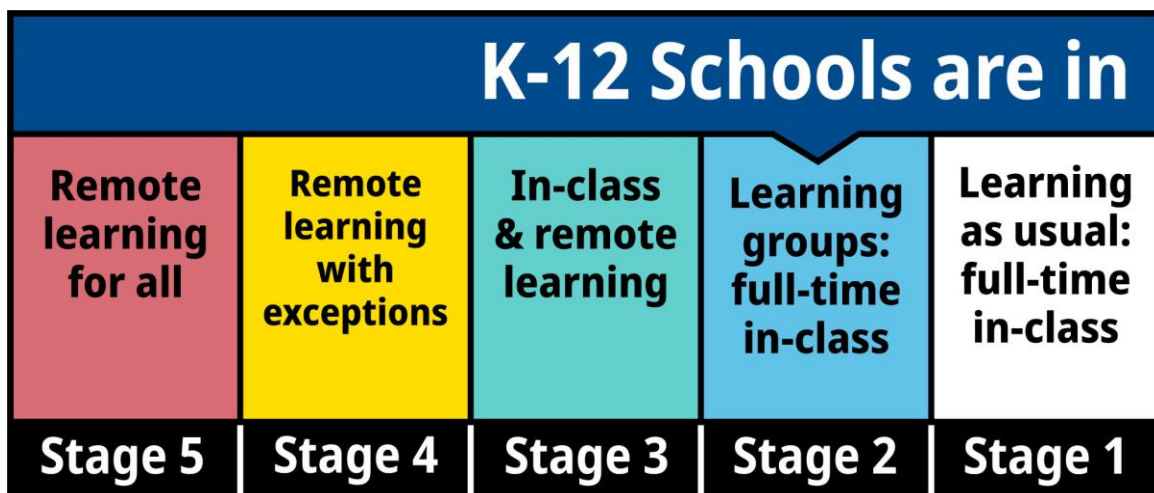 K-12 Schools are in
Remote
learning
for all
Remote
learning
with
exceptions
In-class
& remote
learning
Learning
groups:
full-time
in-class
Learning
as usual:
full-time
in-class
Stage 5
Stage 4
Stage 3
Stage 2
Stage 1